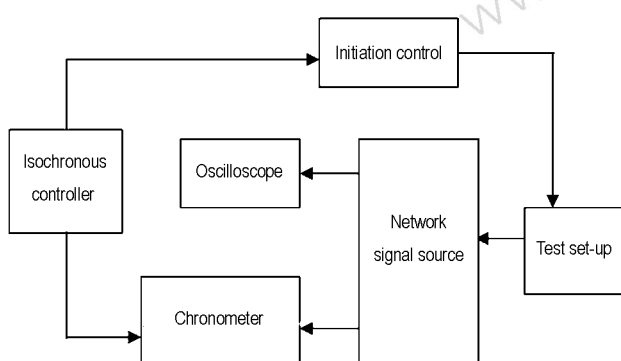 Initiation control
Isochronous
controller
Oscilloscope
Network
signal source
Test set-up
Chronometer